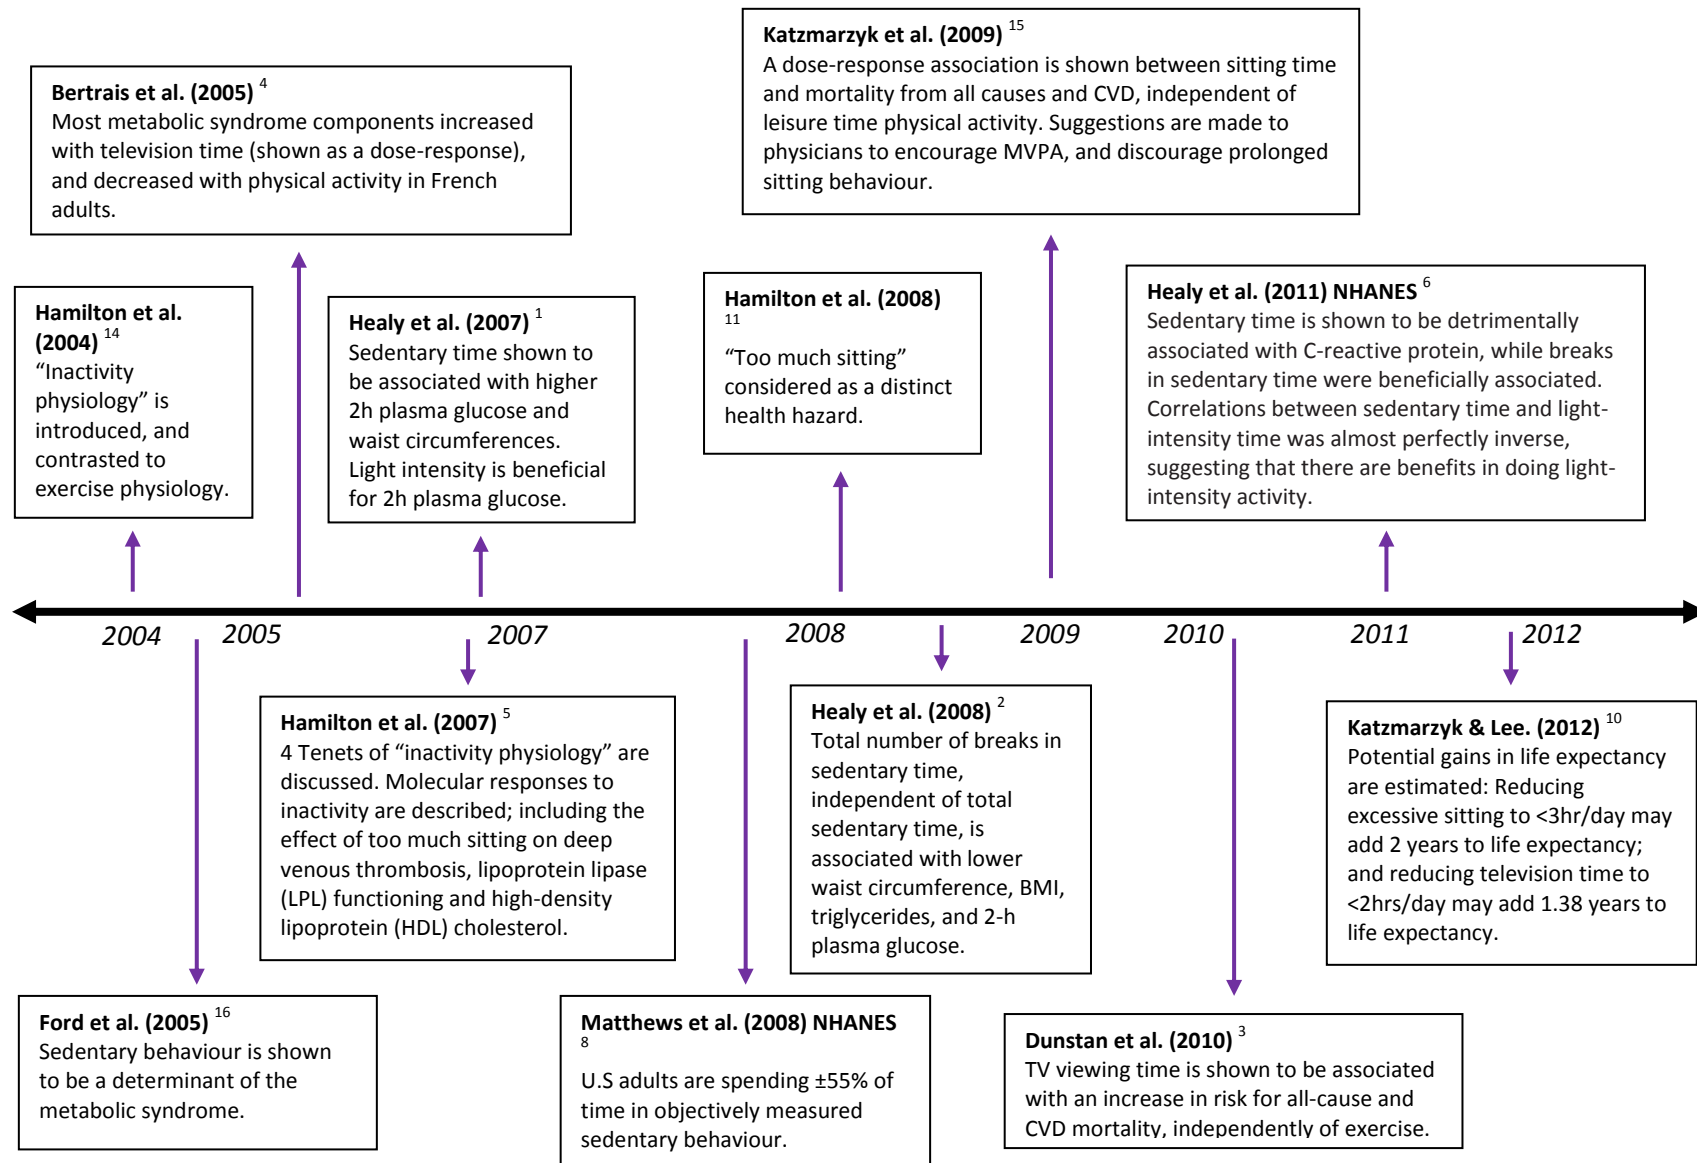 Katzmarzyk et al. (2009) 15
A dose-response association is shown between sitting time
and mortality from all causes and CVD, independent of
leisure time physical activity. Suggestions are made to
physicians to encourage MVPA, and discourage prolonged
sitting behaviour.
Bertrais et al. (2005) 4
Most metabolic syndrome components increased
with television time (shown as a dose-response),
and decreased with physical activity in French
adults.
Hamilton et al.
(2004) 14
“Inactivity
physiology” is
introduced, and
contrasted to
exercise physiology.
Healy et al. (2007) 1
Sedentary time shown to
be associated with higher
2h plasma glucose and
waist circumferences.
Light intensity is beneficial
for 2h plasma glucose.
Hamilton et al. (2008)
11
“Too much sitting”
considered as a distinct
health hazard.
Healy et al. (2011) NHANES 6
Sedentary time is shown to be detrimentally
associated with C-reactive protein, while breaks
in sedentary time were beneficially associated.
Correlations between sedentary time and light-
intensity time was almost perfectly inverse,
suggesting that there are benefits in doing light-
intensity activity.
2004 2005 2007 2008 2009 2010 2011 2012
Hamilton et al. (2007) 5
4 Tenets of “inactivity physiology” are
discussed. Molecular responses to
inactivity are described; including the
effect of too much sitting on deep
venous thrombosis, lipoprotein lipase
(LPL) functioning and high-density
lipoprotein (HDL) cholesterol.
Healy et al. (2008) 2
Total number of breaks in
sedentary time,
independent of total
sedentary time, is
associated with lower
waist circumference, BMI,
triglycerides, and 2-h
plasma glucose.
Katzmarzyk & Lee. (2012) 10
Potential gains in life expectancy
are estimated: Reducing
excessive sitting to <3hr/day may
add 2 years to life expectancy;
and reducing television time to
<2hrs/day may add 1.38 years to
life expectancy.
Ford et al. (2005) 16
Sedentary behaviour is shown
to be a determinant of the
metabolic syndrome.
Matthews et al. (2008) NHANES
8
U.S adults are spending ±55% of
time in objectively measured
sedentary behaviour.
Dunstan et al. (2010) 3
TV viewing time is shown to be associated
with an increase in risk for all-cause and
CVD mortality, independently of exercise.